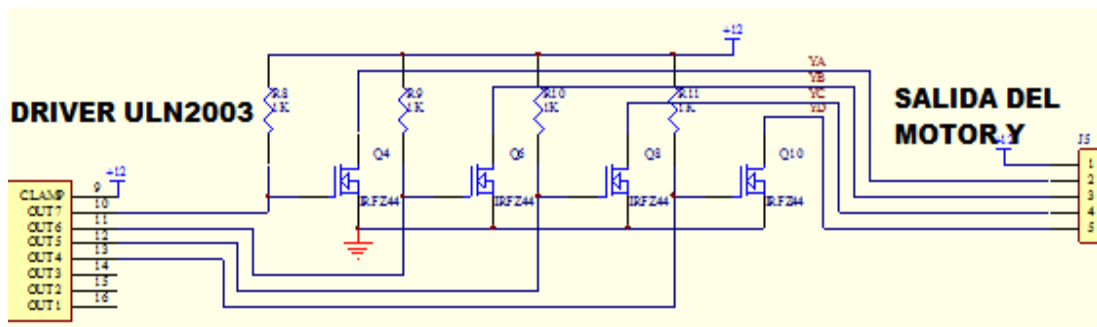 +12
YA
YB
YC
YD
R8
1K
R9
1K
R10
1K
R11
1K
DRIVER ULN2003
SALIDA DEL
MOTOR Y
+12
J5
Q4
Q6
Q8
Q10
IRFZ44
IRFZ44
IRFZ44
IRFZ44
+12
CLAMP 9
OUT7 10
OUT6 11
OUT5 12
OUT4 13
OUT3 14
OUT2 15
OUT1 16
1
2
3
4
5